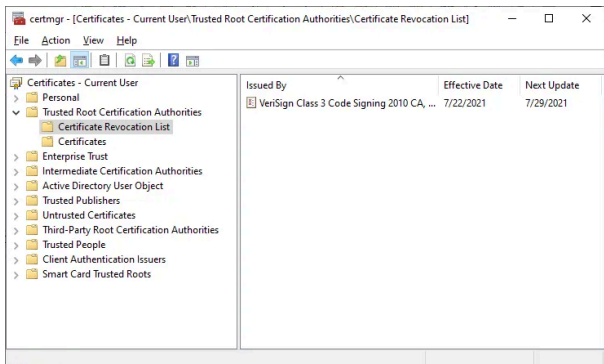 certmgr - [Certificates - Current User\Trusted Root Certification Authorities\Certificate Revocation List]
File Action View Help
Certificates - Current User
Personal
Trusted Root Certification Authorities
Certificate Revocation List
Certificates
Enterprise Trust
Intermediate Certification Authorities
Active Directory User Object
Trusted Publishers
Untrusted Certificates
Third-Party Root Certification Authorities
Trusted People
Client Authentication Issuers
Smart Card Trusted Roots
Issued By Effective Date Next Update
VeriSign Class 3 Code Signing 2010 CA, ... 7/22/2021 7/29/2021